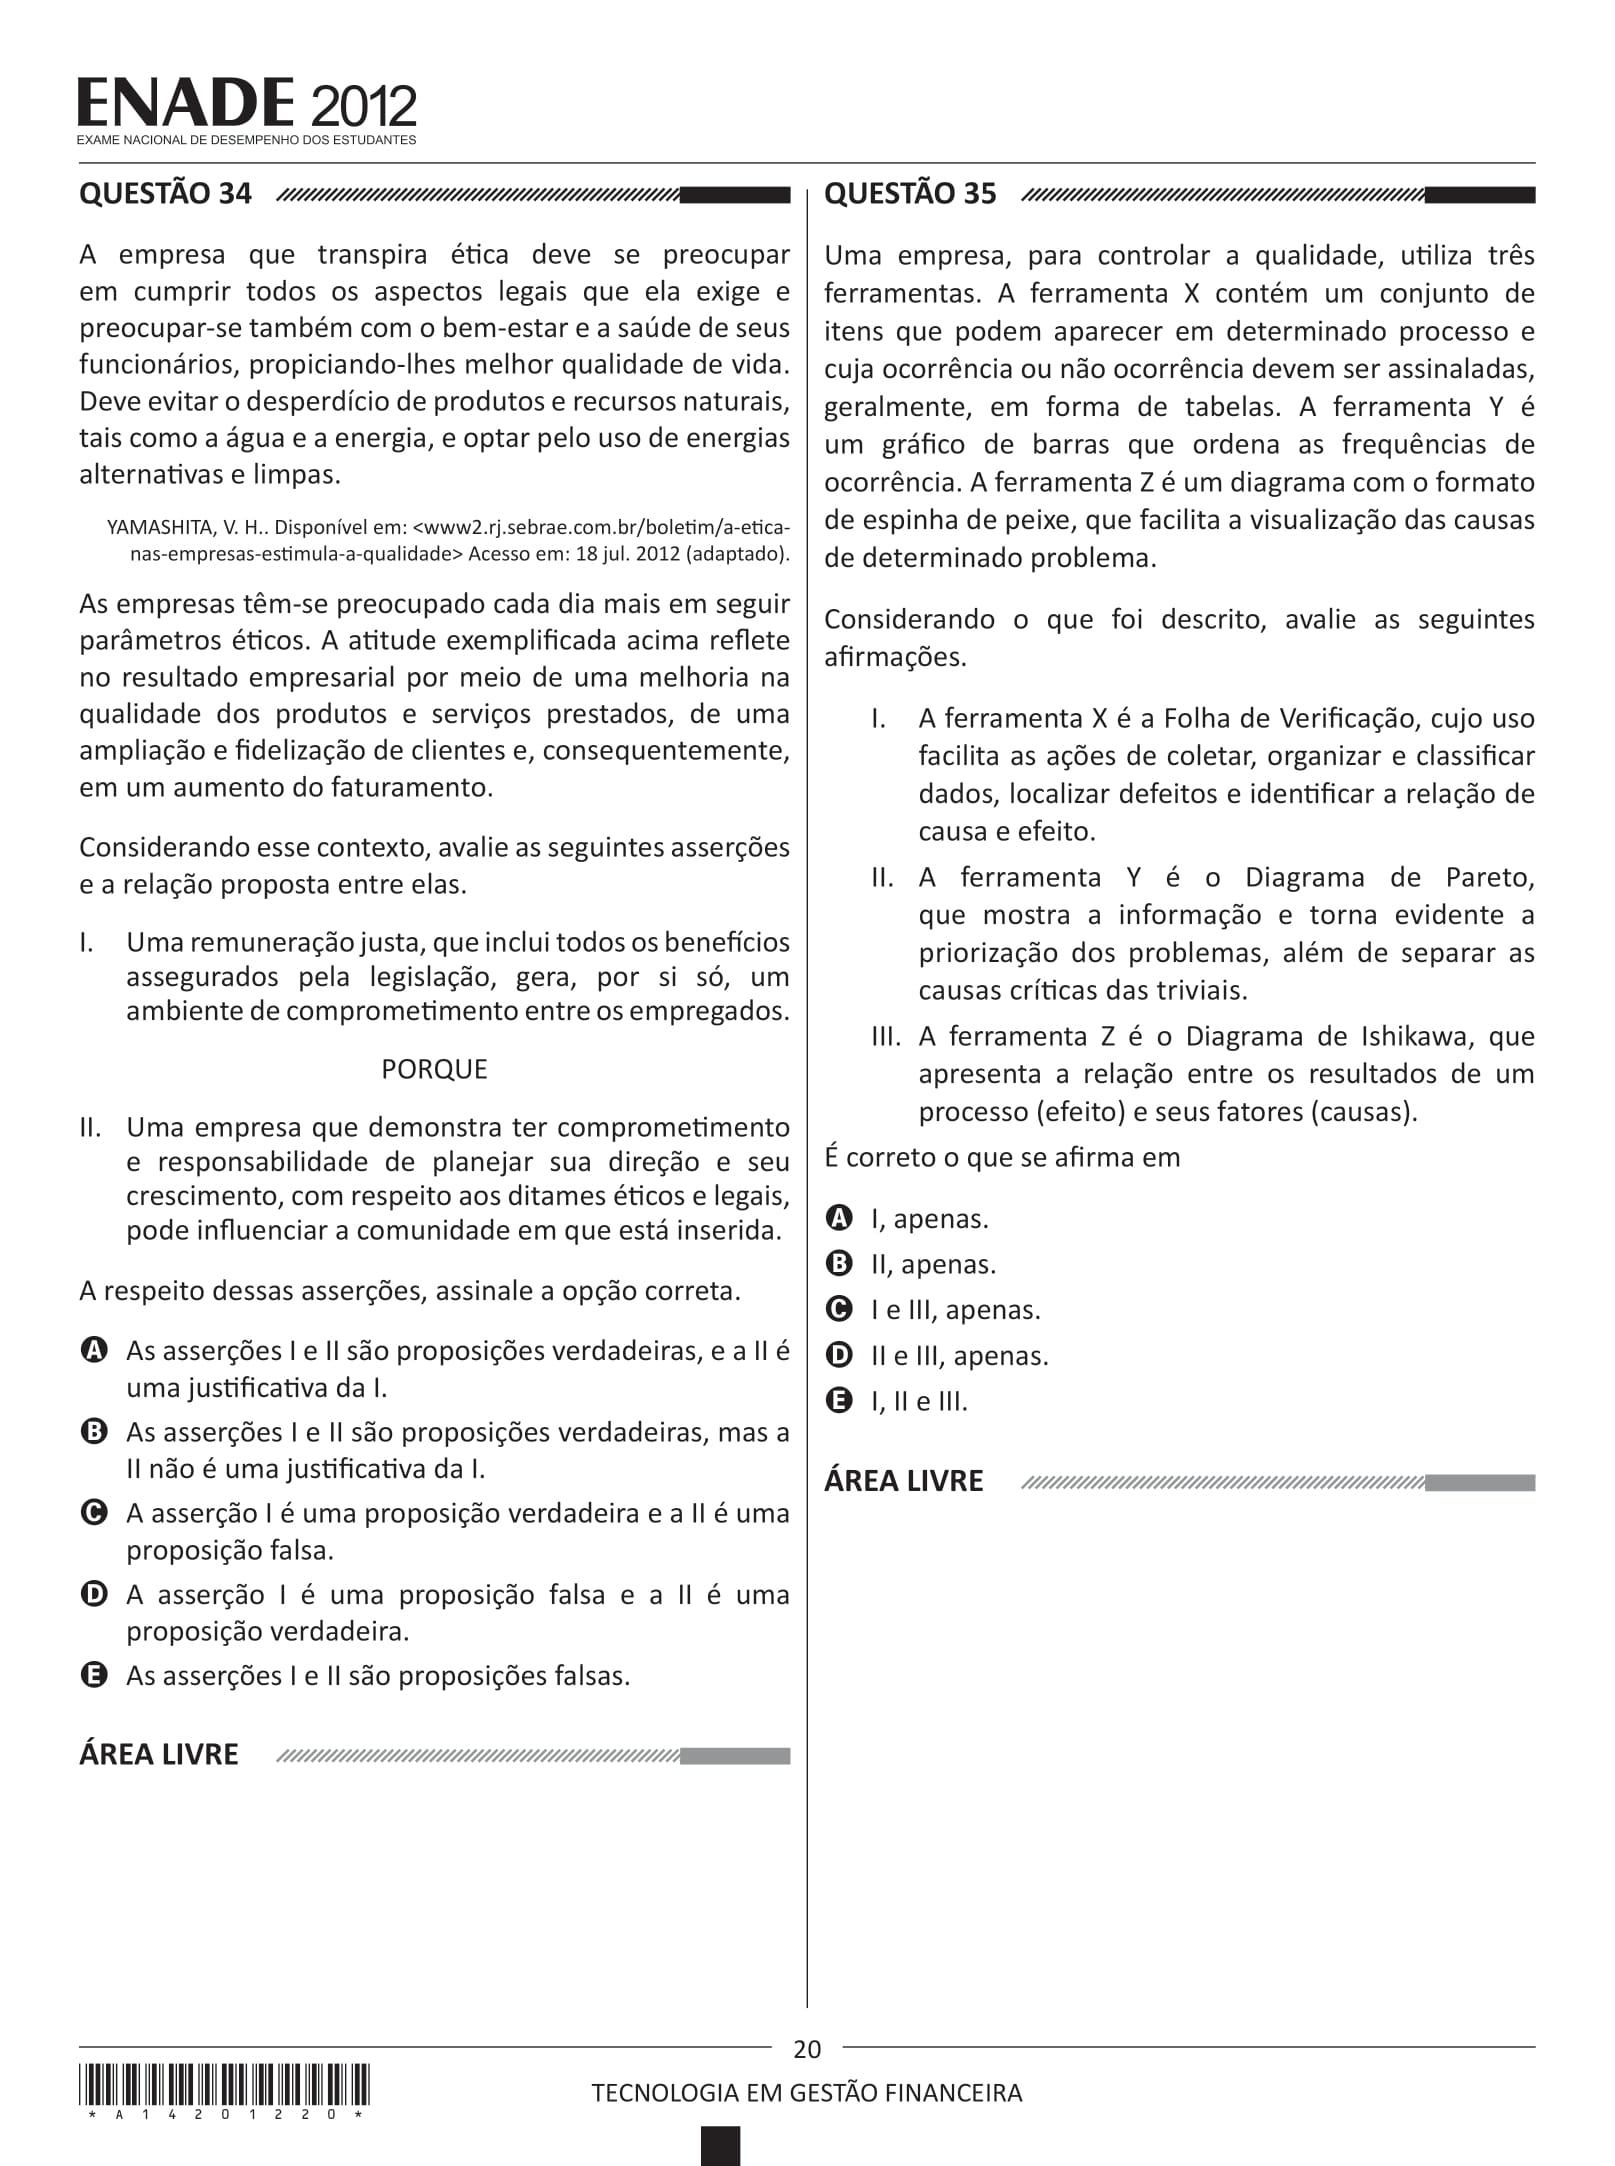 ENADE 2012
EXAME NACIONAL DE DESEMPENHO DOS ESTUDANTES
QUESTÃO 34
A empresa que transpira ética deve se preocupar
em cumprir todos os aspectos legais que ela exige e
preocupar-se também com o bem-estar e a saúde de seus
funcionários, propiciando-lhes melhor qualidade de vida.
Deve evitar o desperdício de produtos e recursos naturais,
tais como a água e a energia, e optar pelo uso de energias
alternativas e limpas.
YAMASHITA, V. H.. Disponível em: <www2.rj.sebrae.com.br/boletim/a-etica-
nas-empresas-estimula-a-qualidade> Acesso em: 18 jul. 2012 (adaptado).
As empresas têm-se preocupado cada dia mais em seguir
parâmetros éticos. A atitude exemplificada acima reflete
no resultado empresarial por meio de uma melhoria na
qualidade dos produtos e serviços prestados, de uma
ampliação e fidelização de clientes e, consequentemente,
em um aumento do faturamento.
Considerando esse contexto, avalie as seguintes asserções
e a relação proposta entre elas.
I. Uma remuneração justa, que inclui todos os benefícios
assegurados pela legislação, gera, por si só, um
ambiente de comprometimento entre os empregados.
PORQUE
II. Uma empresa que demonstra ter comprometimento
e responsabilidade de planejar sua direção e seu
crescimento, com respeito aos ditames éticos e legais,
pode influenciar a comunidade em que está inserida.
A respeito dessas asserções, assinale a opção correta.
A As asserções I e II são proposições verdadeiras, e a II é
uma justificativa da I.
B As asserções I e II são proposições verdadeiras, mas a
II não é uma justificativa da I.
C A asserção I é uma proposição verdadeira e a II é uma
proposição falsa.
D A asserção I é uma proposição falsa e a II é uma
proposição verdadeira.
E As asserções I e II são proposições falsas.
ÁREA LIVRE
QUESTÃO 35
Uma empresa, para controlar a qualidade, utiliza três
ferramentas. A ferramenta X contém um conjunto de
itens que podem aparecer em determinado processo e
cuja ocorrência ou não ocorrência devem ser assinaladas,
geralmente, em forma de tabelas. A ferramenta Y é
um gráfico de barras que ordena as frequências de
ocorrência. A ferramenta Z é um diagrama com o formato
de espinha de peixe, que facilita a visualização das causas
de determinado problema.
Considerando o que foi descrito, avalie as seguintes
afirmações.
I. A ferramenta X é a Folha de Verificação, cujo uso
facilita as ações de coletar, organizar e classificar
dados, localizar defeitos e identificar a relação de
causa e efeito.
II. A ferramenta Y é o Diagrama de Pareto,
que mostra a informação e torna evidente a
priorização dos problemas, além de separar as
causas críticas das triviais.
III. A ferramenta Z é o Diagrama de Ishikawa, que
apresenta a relação entre os resultados de um
processo (efeito) e seus fatores (causas).
É correto o que se afirma em
A I, apenas.
B II, apenas.
C I e III, apenas.
D II e III, apenas.
E I, II e III.
ÁREA LIVRE
20
TECNOLOGIA EM GESTÃO FINANCEIRA
* A 1 4 2 0 1 2 2 0 *